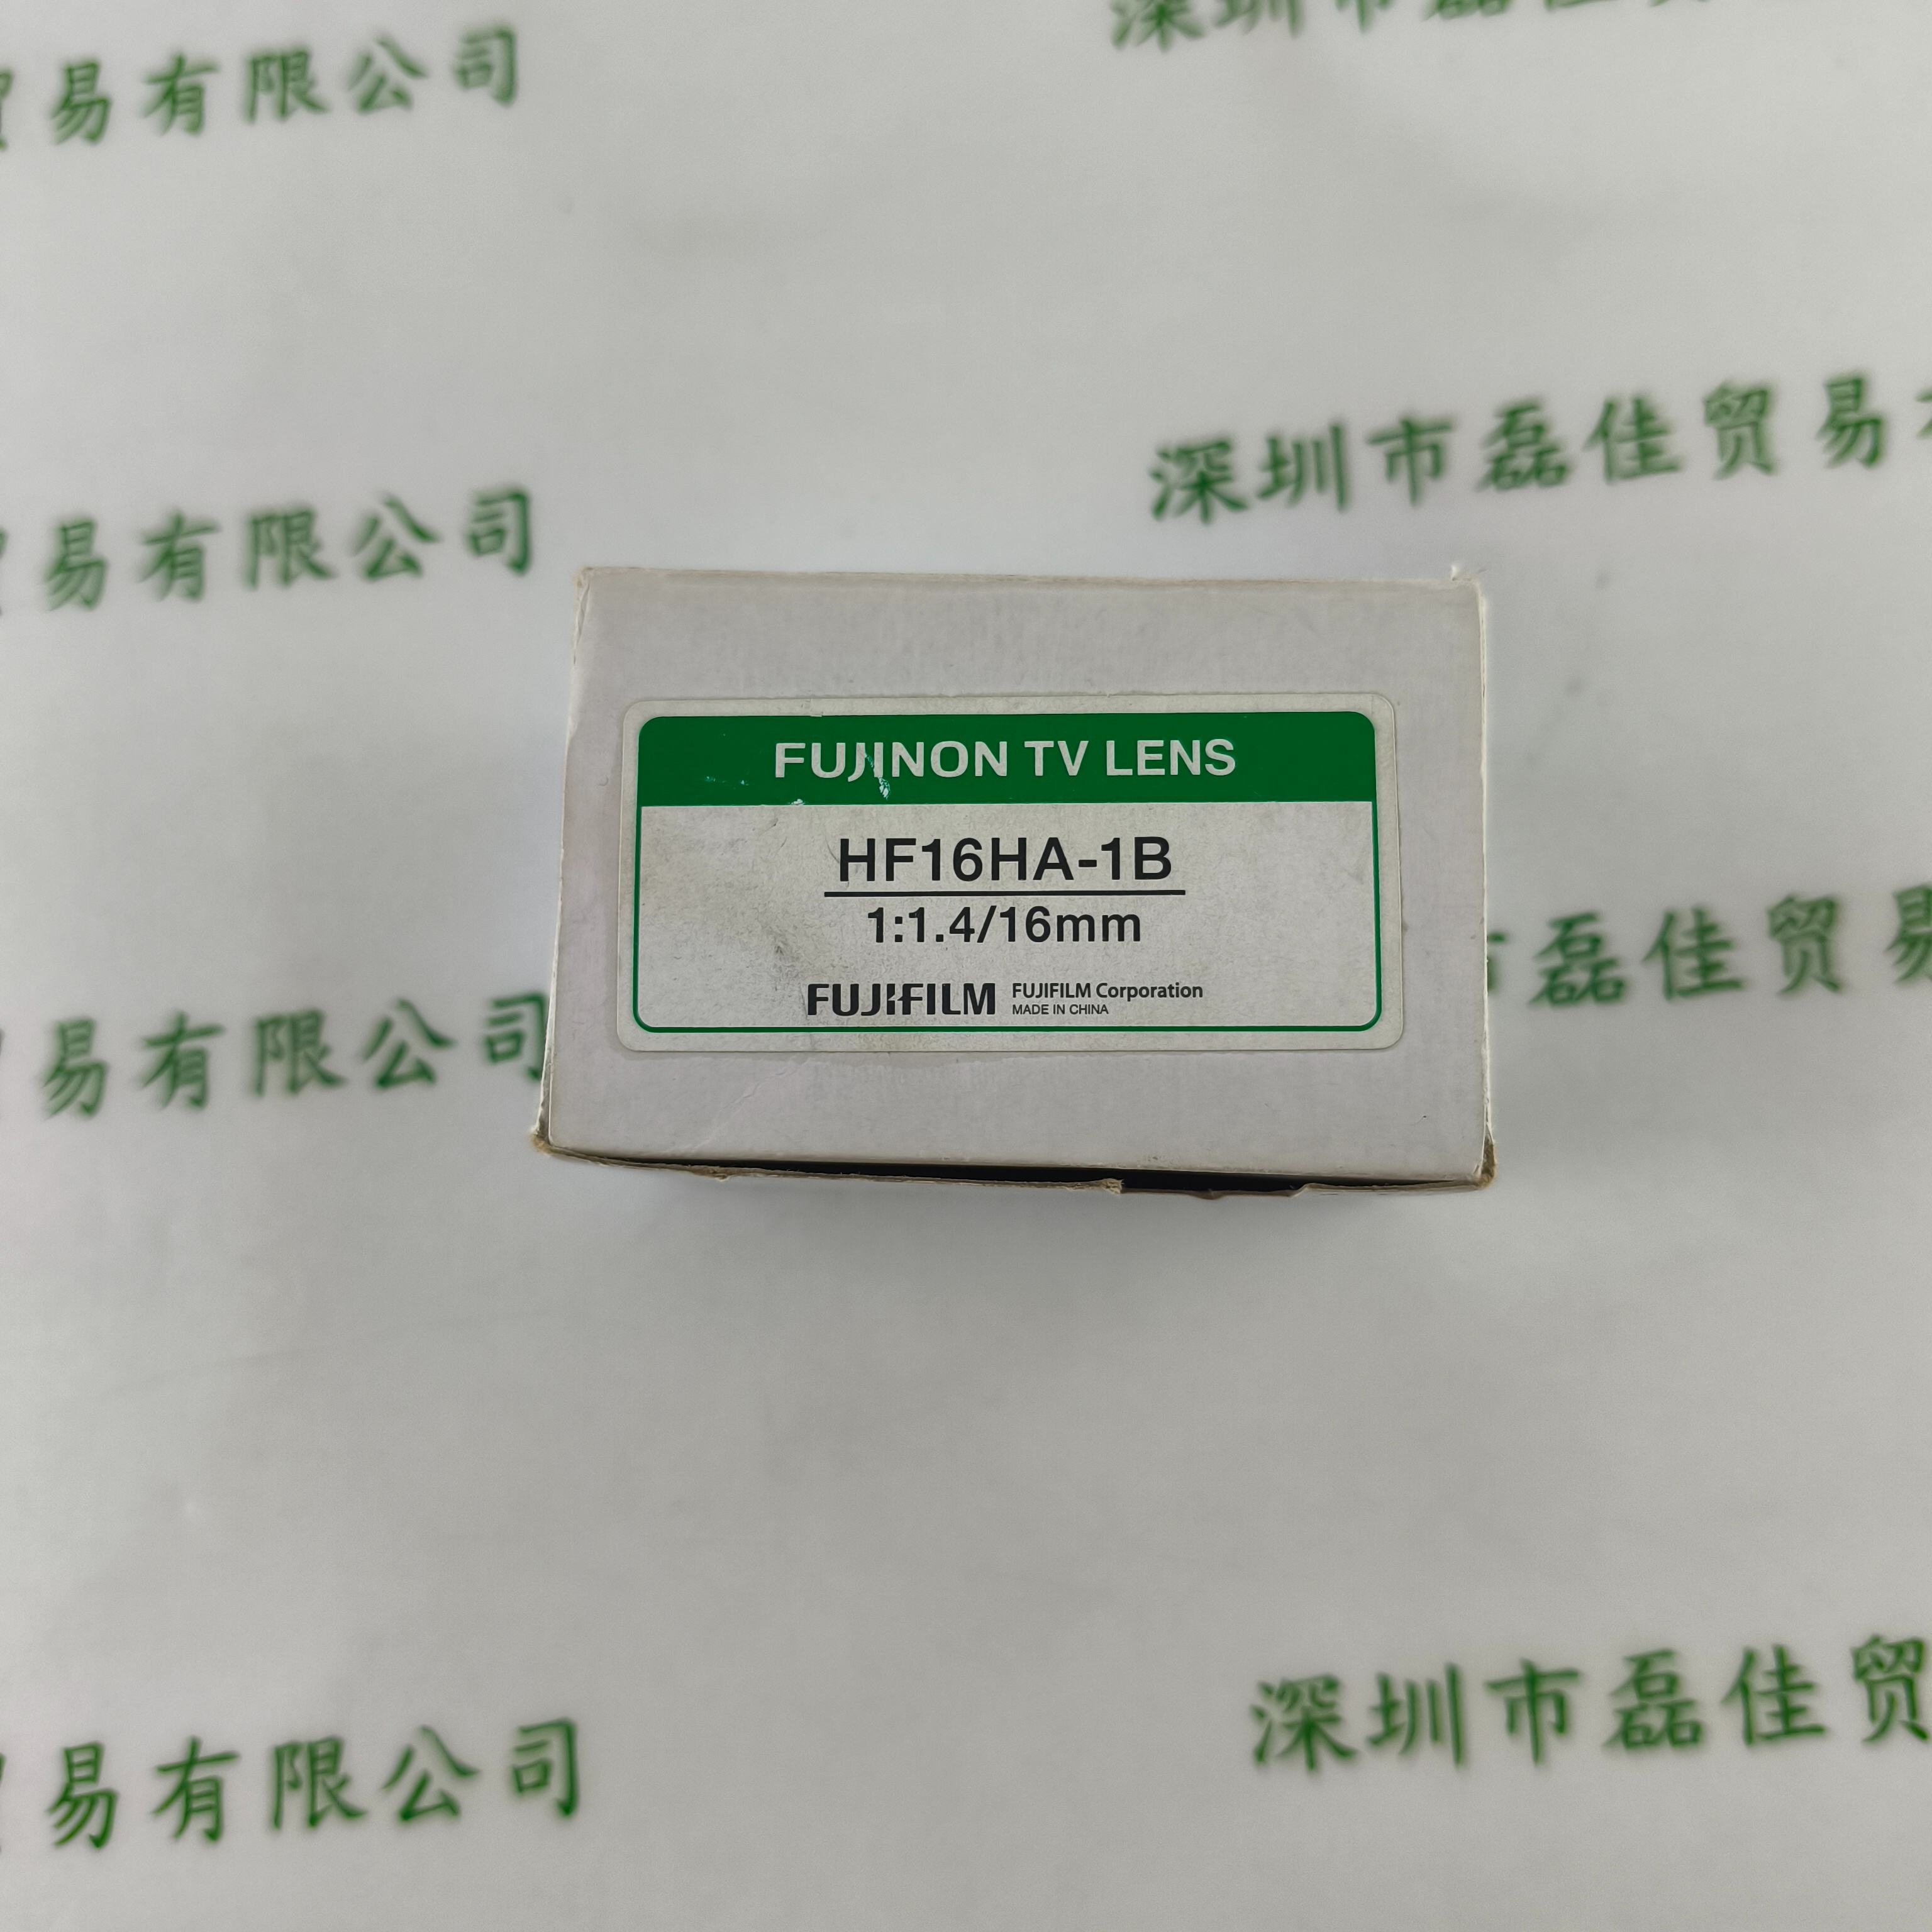 深圳市磊佳贸
易有限公司
深圳市磊佳贸易
易有限公司
FUJINON TV LENS
HF16HA-1B
1:1.4/16mm
FUJIFILM FUJIFILM Corporation
MADE IN CHINA
磊佳贸易
易有限公司
深圳市磊佳贸
易有限公司